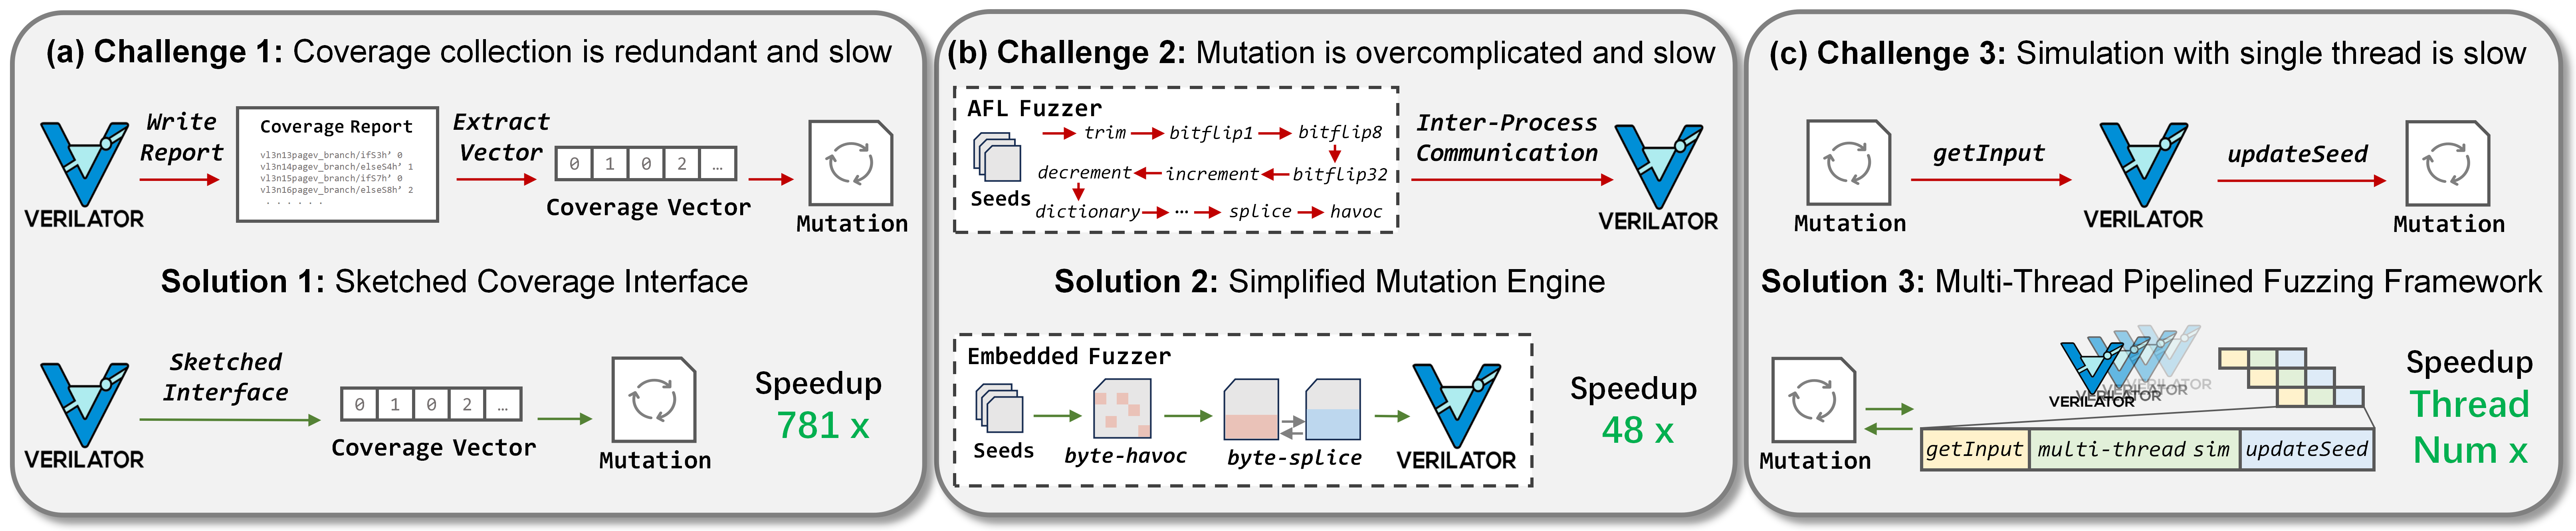 (a) Challenge 1: Coverage collection is redundant and slow
Write
Report
Coverage Report
vl3n13pagev_branch/ifS3h’ 0
vl3n14pagev_branch/elseS4h’ 1
vl3n15pagev_branch/ifS7h’ 0
vl3n16pagev_branch/elseS8h’ 2
. . . . . .
Extract
Vector
0 1 0 2 …
VERILATOR
Coverage Vector
Mutation
Solution 1: Sketched Coverage Interface
Sketched
Interface
0 1 0 2 …
VERILATOR
Coverage Vector
Mutation
Speedup
781 x
(b) Challenge 2: Mutation is overcomplicated and slow
AFL Fuzzer
Seeds
trim bitflip1 bitflip8
decrement increment bitflip32
dictionary … splice havoc
Inter-Process
Communication
VERILATOR
Solution 2: Simplified Mutation Engine
Embedded Fuzzer
Seeds
byte-havoc
byte-splice
VERILATOR
Speedup
48 x
(c) Challenge 3: Simulation with single thread is slow
Mutation
getInput
VERILATOR
updateSeed
Mutation
Solution 3: Multi-Thread Pipelined Fuzzing Framework
Mutation
VERILATOR
VERILATOR
VERILATOR
getInput multi-thread sim updateSeed
Speedup
Thread
Num x